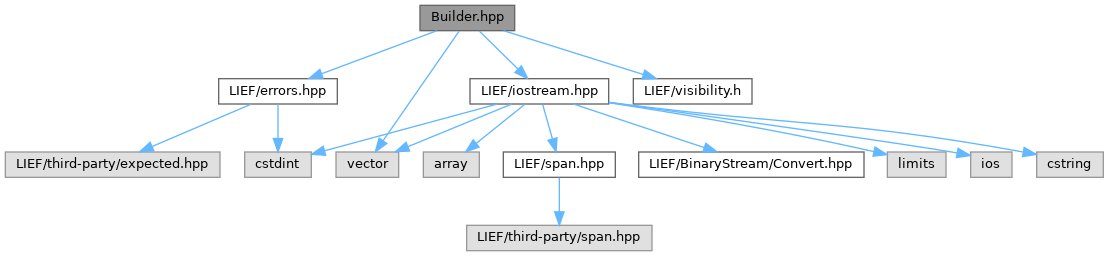 Builder.hpp
LIEF/errors.hpp
LIEF/iostream.hpp
LIEF/visibility.h
LIEF/third-party/expected.hpp
cstdint
vector
array
LIEF/span.hpp
LIEF/BinaryStream/Convert.hpp
limits
ios
cstring
LIEF/third-party/span.hpp